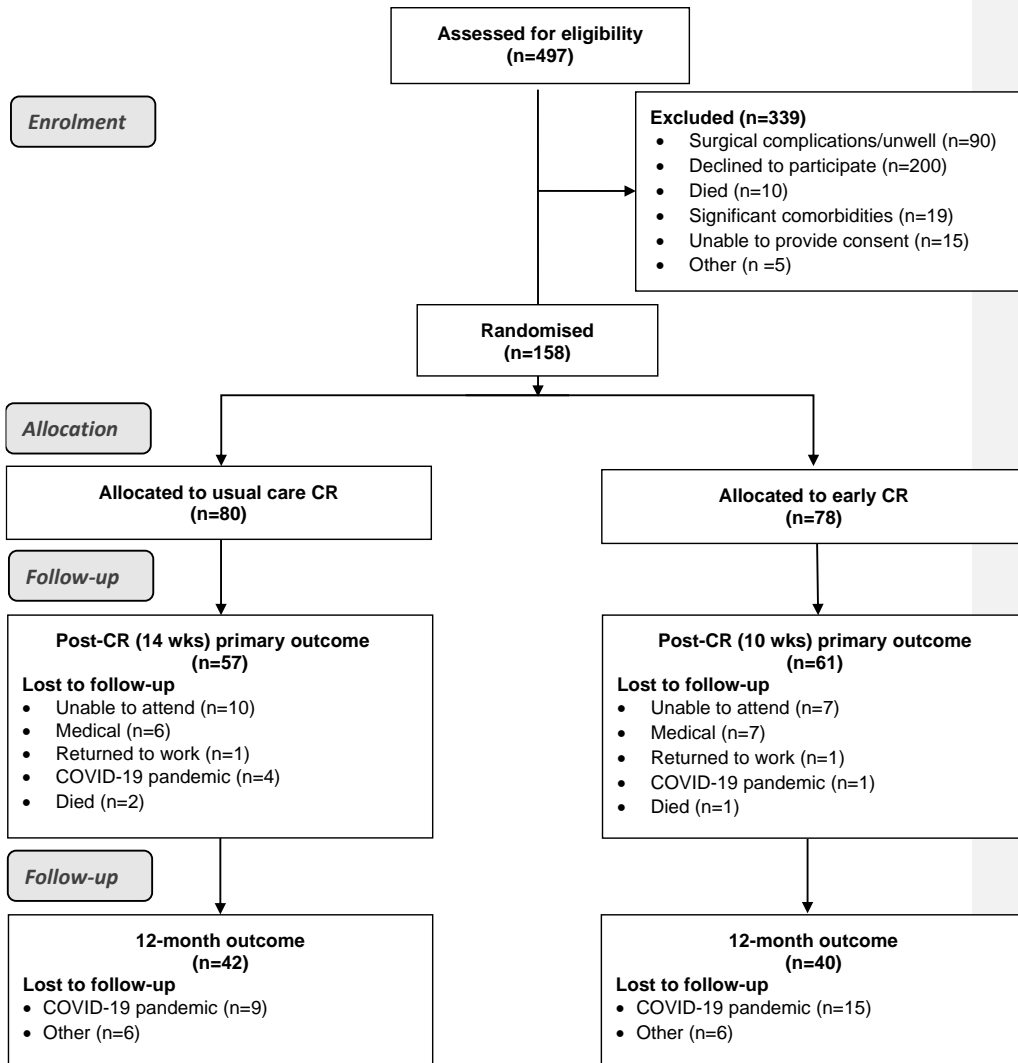 Assessed for eligibility
(n=497)
Enrolment
Excluded (n=339)
• Surgical complications/unwell (n=90)
• Declined to participate (n=200)
• Died (n=10)
• Significant comorbidities (n=19)
• Unable to provide consent (n=15)
• Other (n =5)
Randomised
(n=158)
Allocation
Allocated to usual care CR
(n=80)
Allocated to early CR
(n=78)
Follow-up
Post-CR (14 wks) primary outcome
(n=57)
Lost to follow-up
• Unable to attend (n=10)
• Medical (n=6)
• Returned to work (n=1)
• COVID-19 pandemic (n=4)
• Died (n=2)
Post-CR (10 wks) primary outcome
(n=61)
Lost to follow-up
• Unable to attend (n=7)
• Medical (n=7)
• Returned to work (n=1)
• COVID-19 pandemic (n=1)
• Died (n=1)
Follow-up
12-month outcome
(n=42)
Lost to follow-up
• COVID-19 pandemic (n=9)
• Other (n=6)
12-month outcome
(n=40)
Lost to follow-up
• COVID-19 pandemic (n=15)
• Other (n=6)